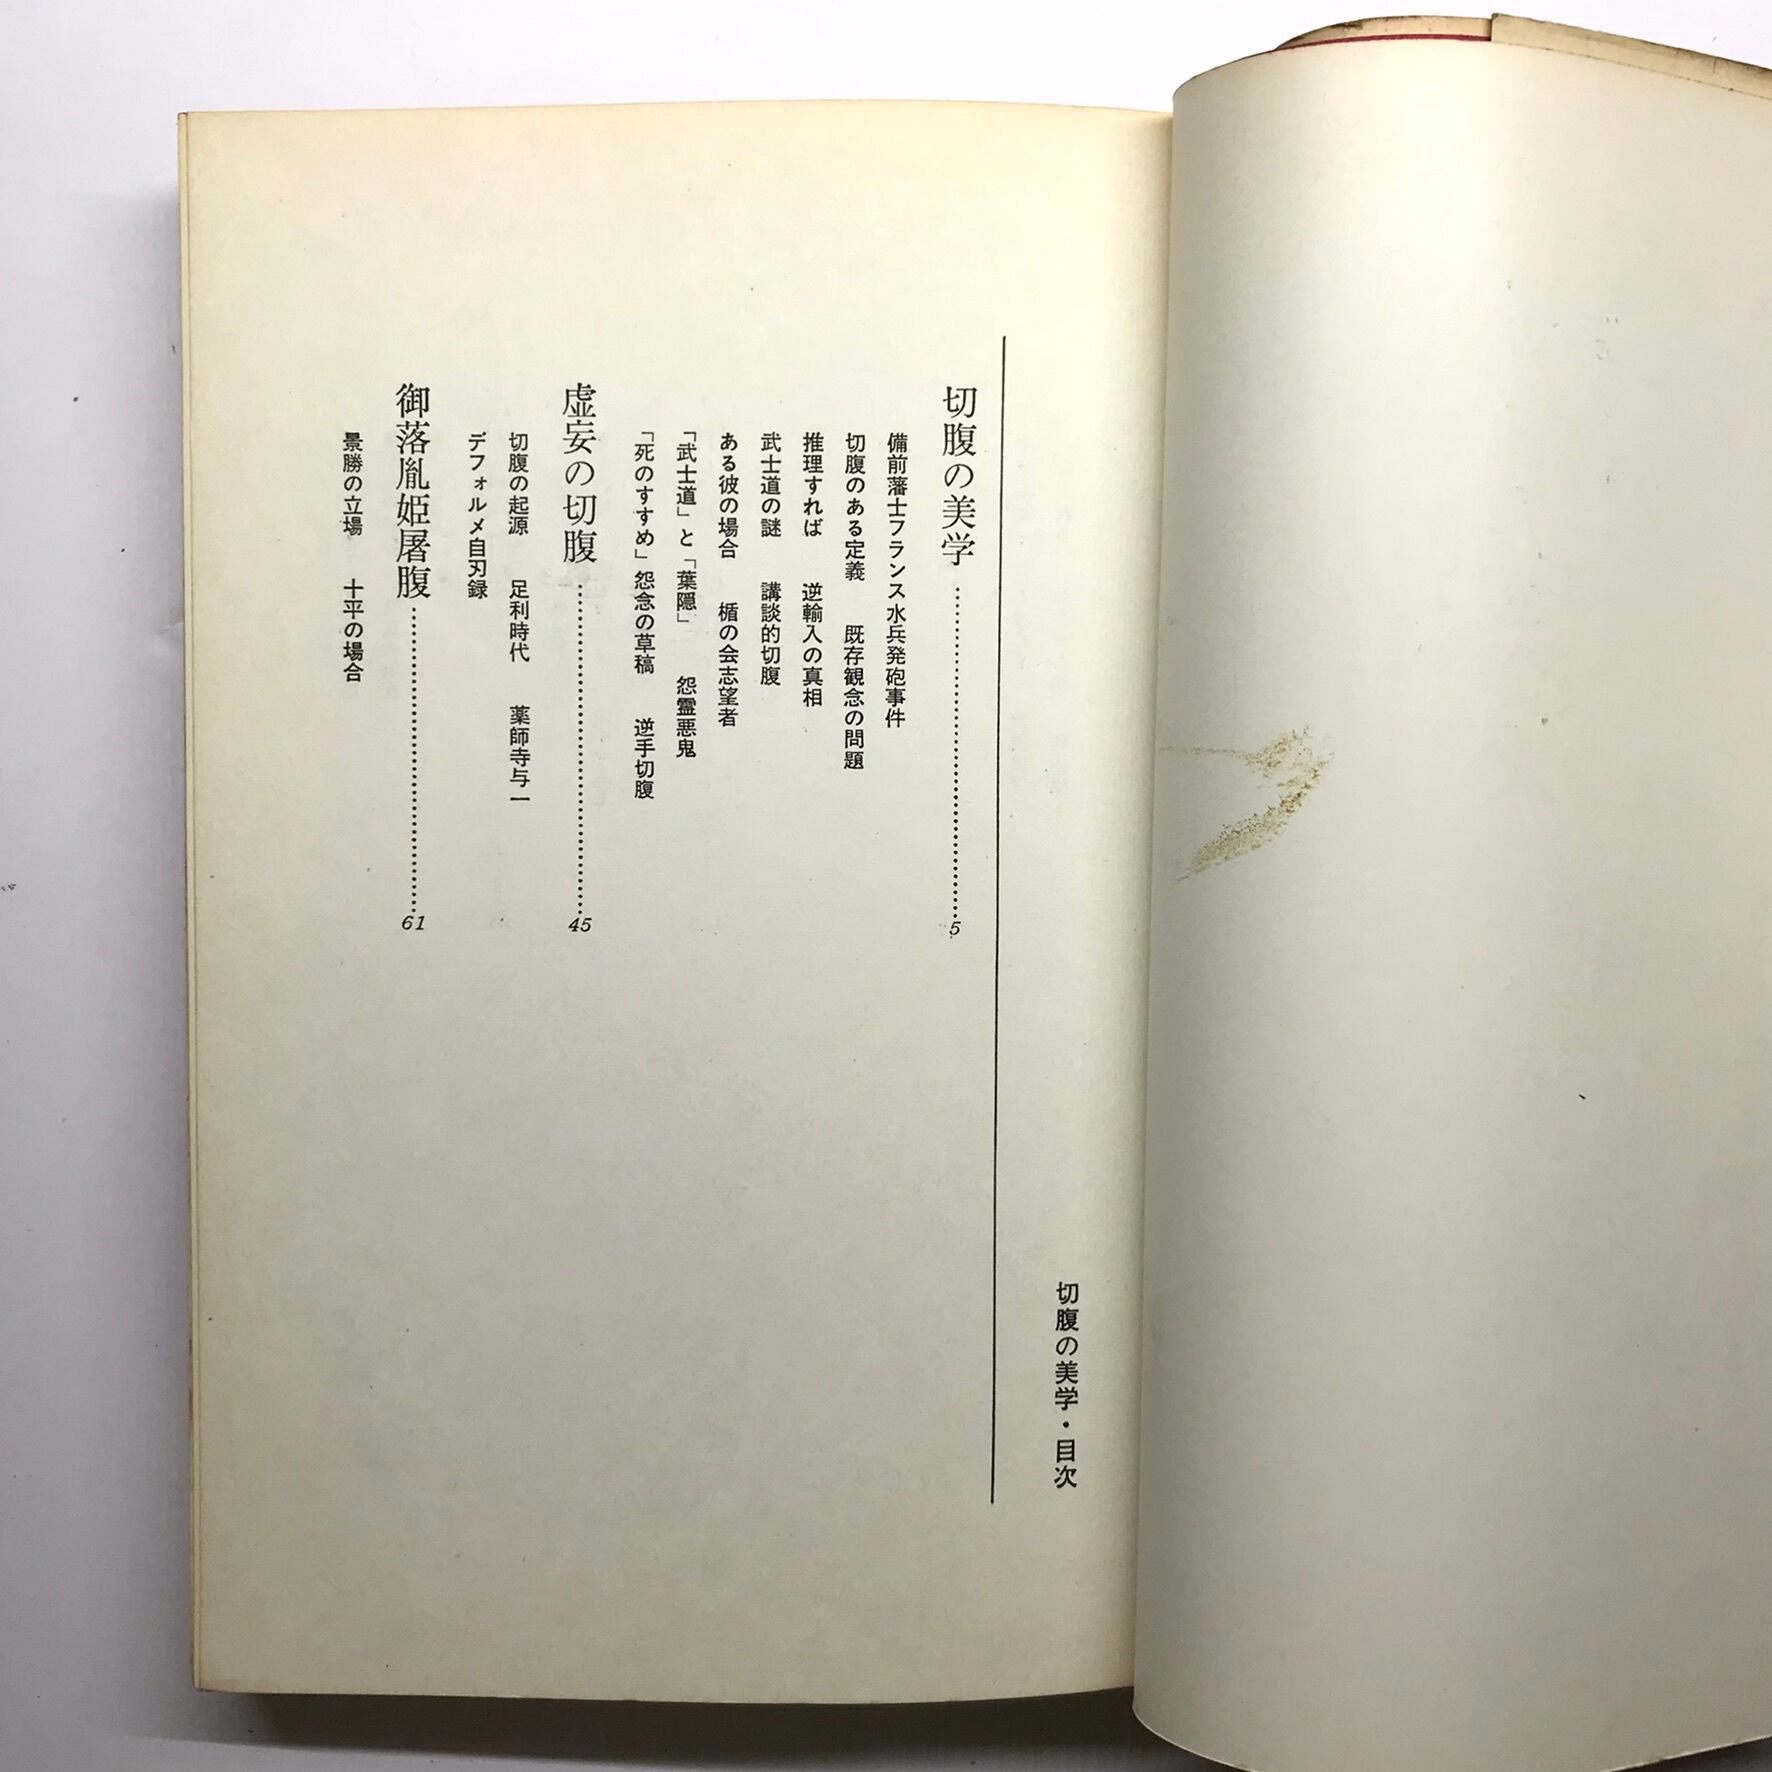 切腹の美学・目次
切腹の美学………5
備前藩士フランス水兵発砲事件
切腹のある定義　既存観念の問題
推理すれば　逆輸入の真相
武士道の謎　講談的切腹
ある彼の場合　楯の会志望者
「武士道」と「葉隠」　怨霊悪鬼
「死のすすめ」怨念の草稿　逆手切腹
虚妄の切腹………45
切腹の起源　足利時代　薬師寺与一
デフォルメ自刃録
御落胤姫屠腹………61
景勝の立場　十平の場合